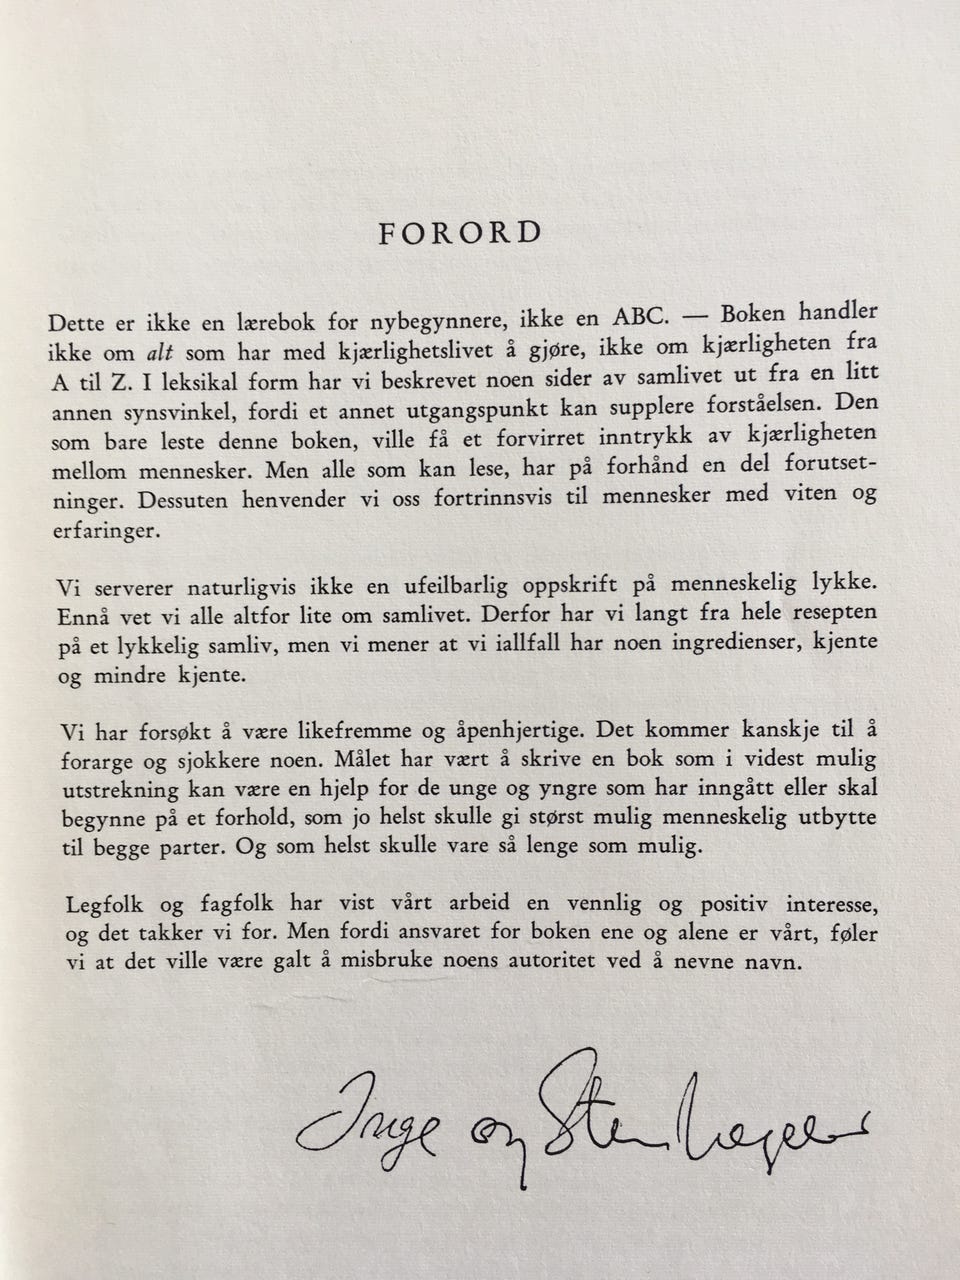 FORORD
Dette er ikke en lærebok for nybegynnere, ikke en ABC. — Boken handler
ikke om alt som har med kjærlighetslivet å gjøre, ikke om kjærligheten fra
A til Z. I leksikal form har vi beskrevet noen sider av samlivet ut fra en litt
annen synsvinkel, fordi et annet utgangspunkt kan supplere forståelsen. Den
som bare leste denne boken, ville få et forvirret inntrykk av kjærligheten
mellom mennesker. Men alle som kan lese, har på forhånd en del forutset-
ninger. Dessuten henvender vi oss fortrinnsvis til mennesker med viten og
erfaringer.
Vi serverer naturligvis ikke en ufeilbarlig oppskrift på menneskelig lykke.
Ennå vet vi alle altfor lite om samlivet. Derfor har vi langt fra hele resepten
på et lykkelig samliv, men vi mener at vi iallfall har noen ingredienser, kjente
og mindre kjente.
Vi har forsøkt å være likefremme og åpenhjertige. Det kommer kanskje til å
forarge og sjokkere noen. Målet har vært å skrive en bok som i videst mulig
utstrekning kan være en hjelp for de unge og yngre som har inngått eller skal
begynne på et forhold, som jo helst skulle gi størst mulig menneskelig utbytte
til begge parter. Og som helst skulle vare så lenge som mulig.
Legfolk og fagfolk har vist vårt arbeid en vennlig og positiv interesse,
og det takker vi for. Men fordi ansvaret for boken ene og alene er vårt, føler
vi at det ville være galt å misbruke noens autoritet ved å nevne navn.
Inge og Sten Hegeler